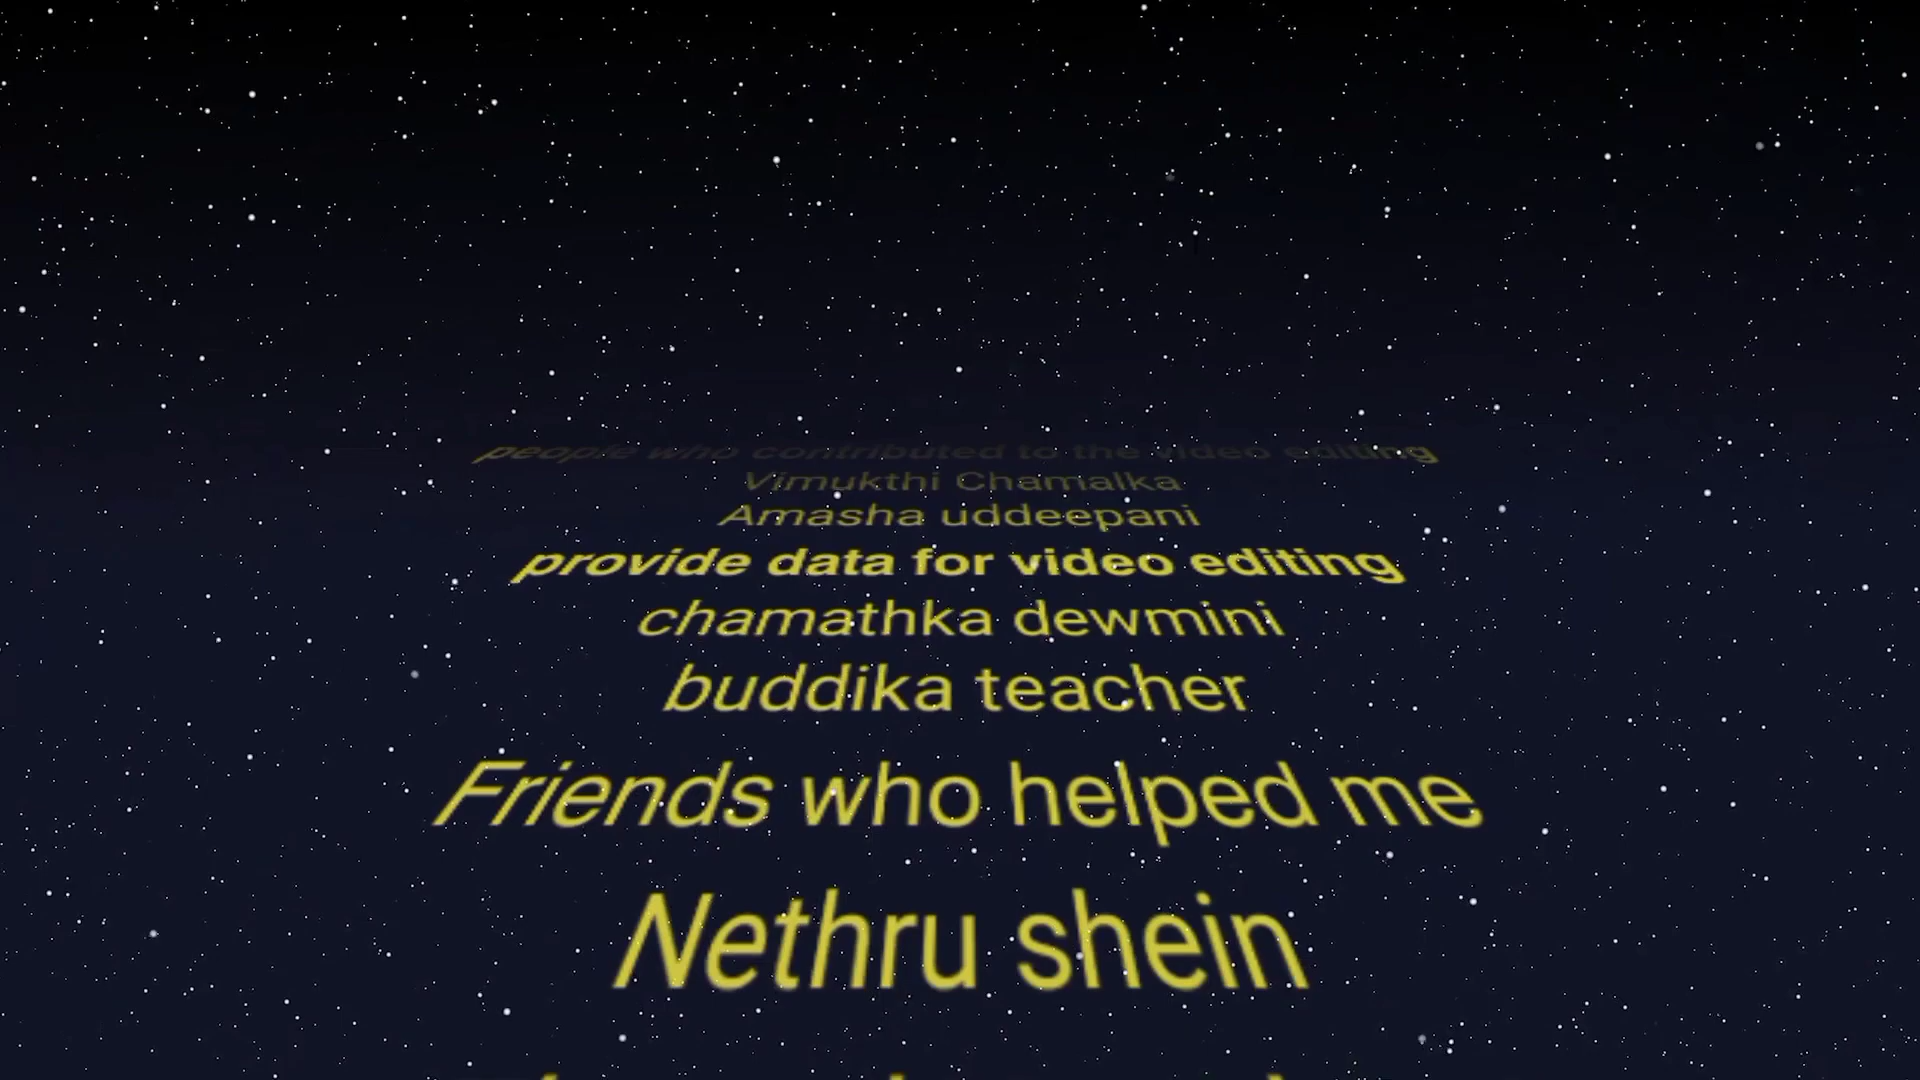 people who contributed to the video editing
Vimukthi Chamalka
Amasha uddeepani
provide data for video editing
chamathka dewmini
buddika teacher
Friends who helped me
Nethru shein